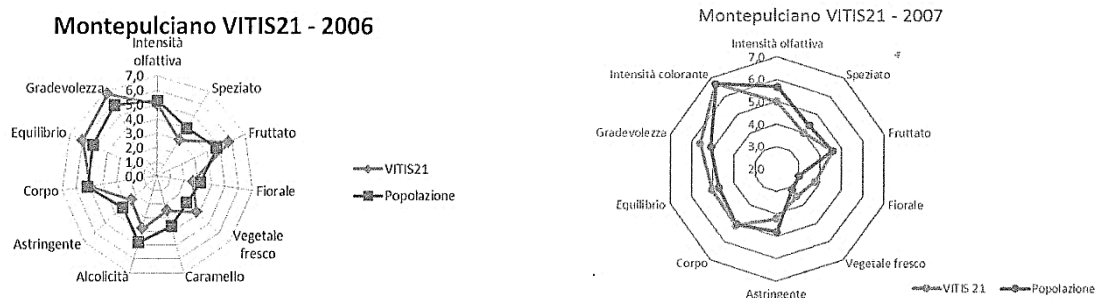 Montepulciano VITIS21 - 2006
Intensità
olfattiva
7,0
6,0
5,0
4,0
3,0
2,0
1,0
0,0
Speziato
Fruttato
Fiorale
Vegetale
fresco
Caramello
Alcolicità
Astringente
Corpo
Equilibrio
Gradevolezza
VITIS21
Popolazione
Montepulciano VITIS21 - 2007
Intensità olfattiva
7,0
6,0
5,0
4,0
3,0
2,0
Speziato
Fruttato
Fiorale
Vegetale fresco
Astringente
Corpo
Equilibrio
Gradevolezza
Intensità colorante
VITIS 21
Popolazione